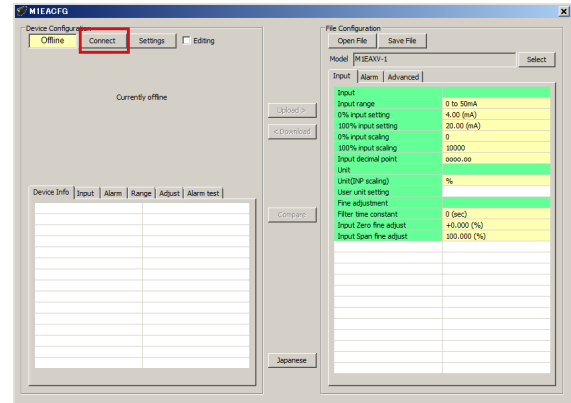 M1EACFG
Device Configuration
Offline Connect Settings Editing
Currently offline
Device Info Input Alarm Range Adjust Alarm test
Upload >
< Download
Compare
Japanese
File Configuration
Open File Save File
Model M1EAXV-1 Select
Input Alarm Advanced
Input
Input range 0 to 50mA
0% input setting 4.00 (mA)
100% input setting 20.00 (mA)
0% input scaling 0
100% input scaling 10000
Input decimal point oooo.oo
Unit
Unit(INP scaling) %
User unit setting
Fine adjustment
Filter time constant 0 (sec)
Input Zero fine adjust +0.000 (%)
Input Span fine adjust 100.000 (%)